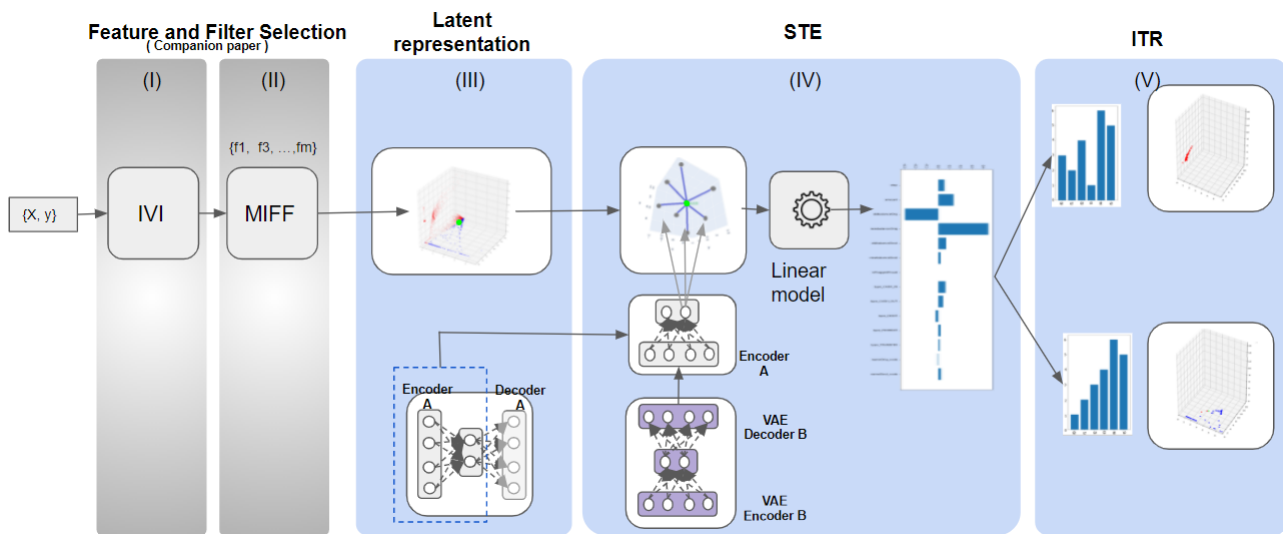 Feature and Filter Selection
( Companion paper )
Latent
representation
STE
ITR
(I)
(II)
(III)
(IV)
(V)
{f1, f3, ...,fm}
{X, y}
IVI
MIFF
Linear
model
Encoder
A
Encoder
A
Decoder
A
VAE
Decoder B
VAE
Encoder B